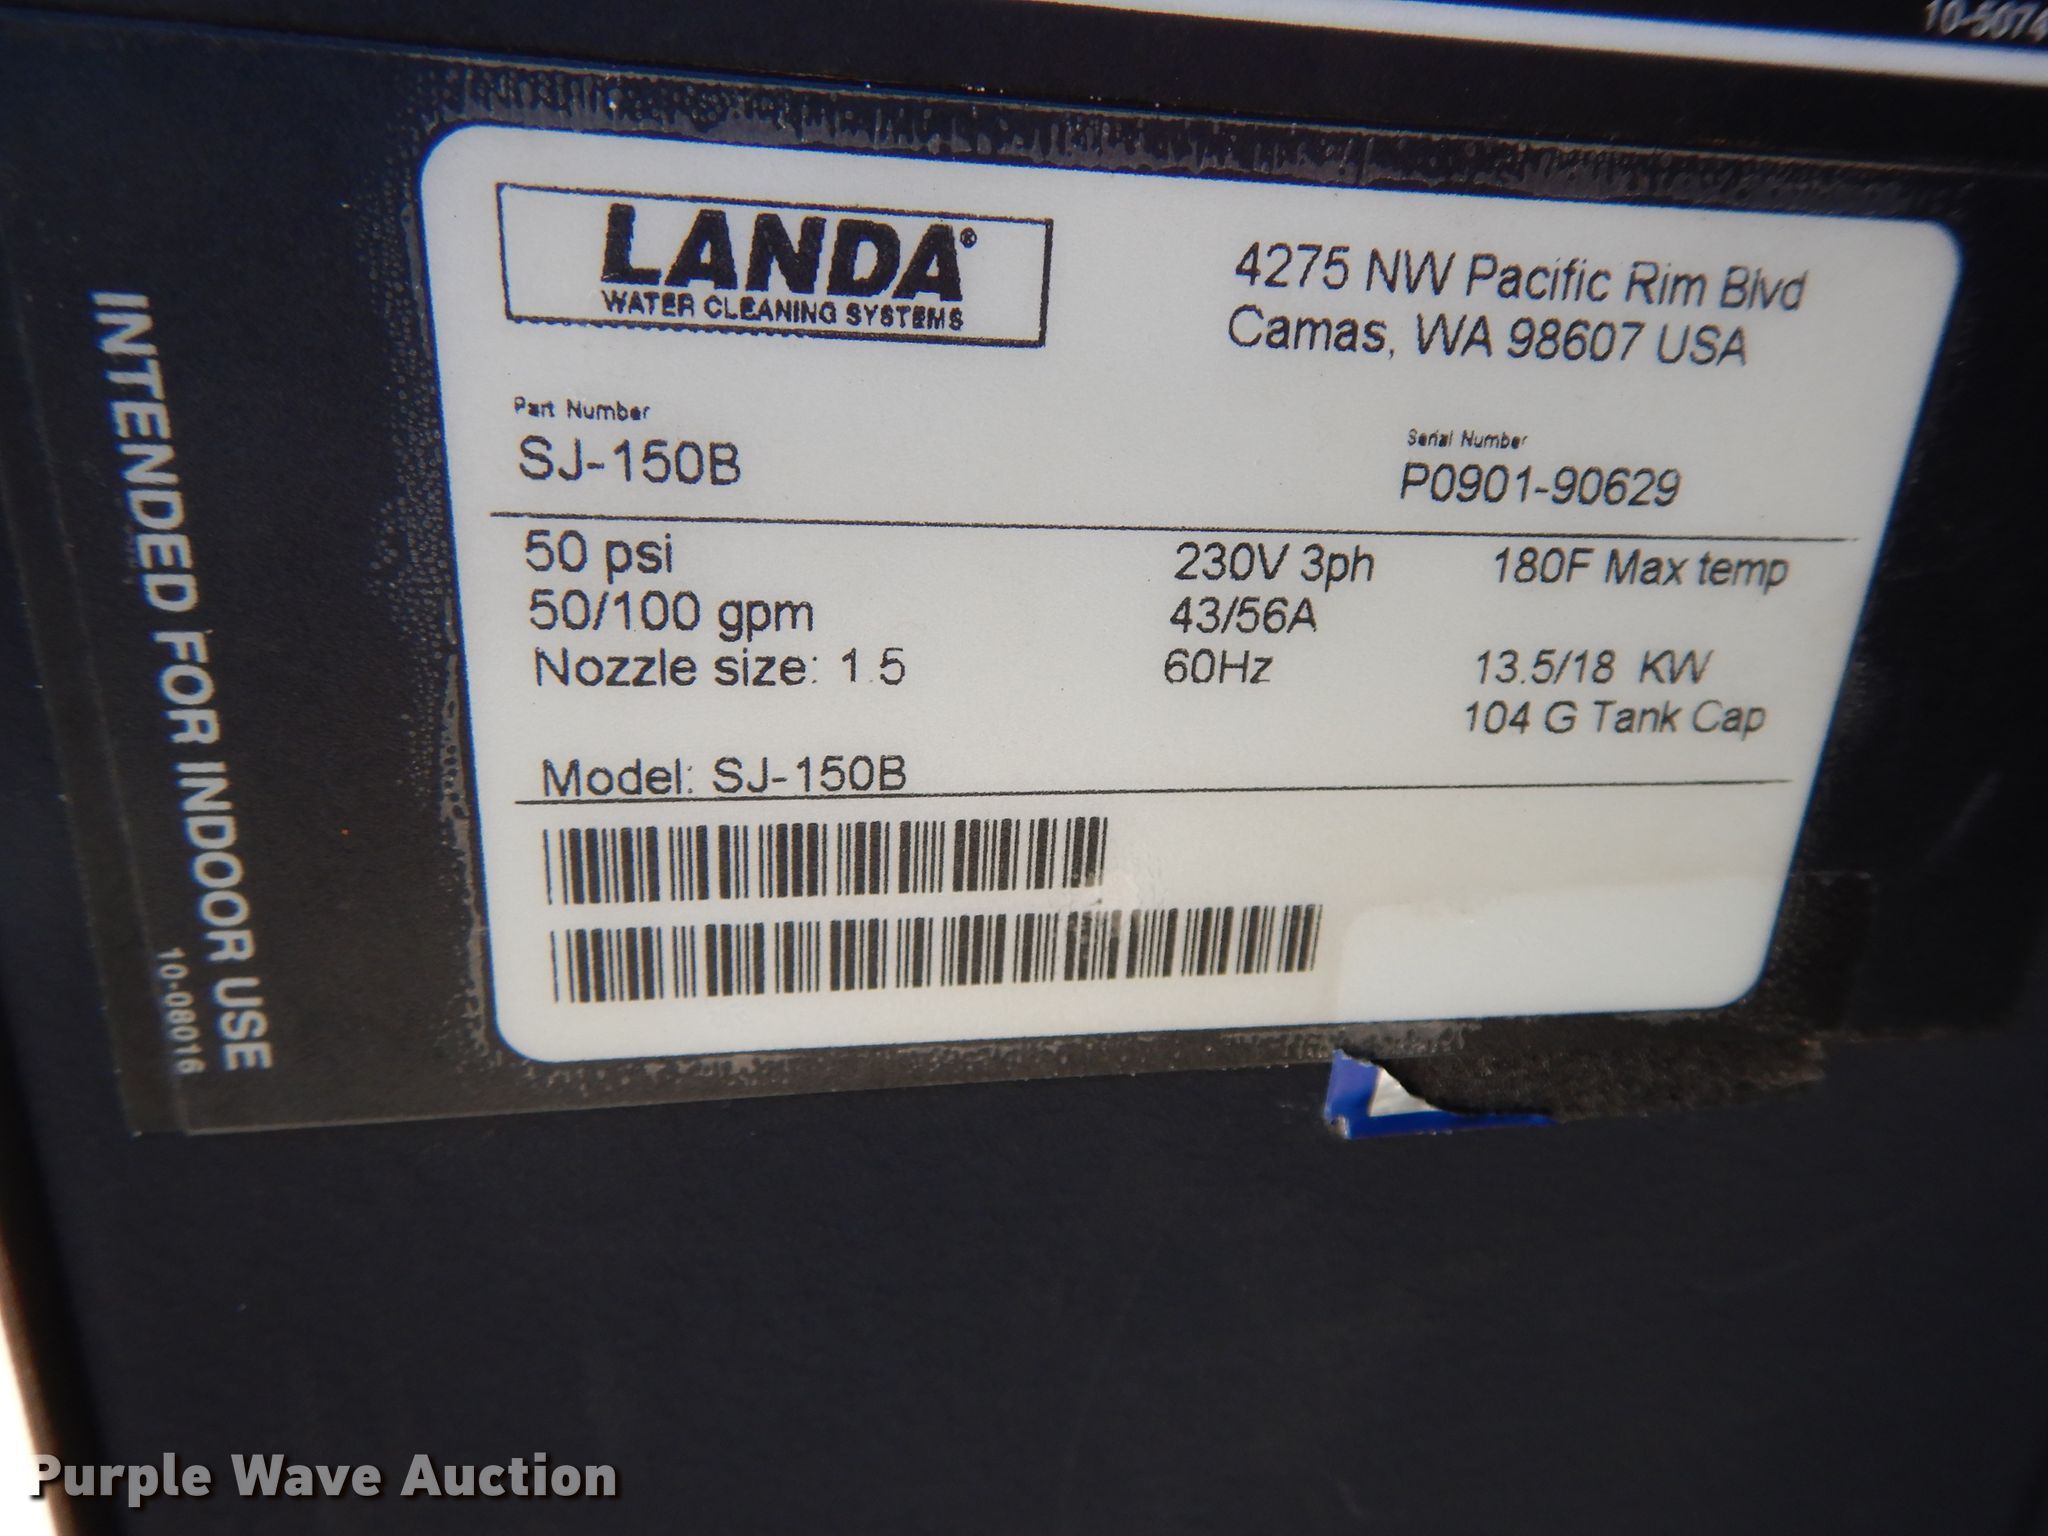 10-5074
LANDA®
WATER CLEANING SYSTEMS
4275 NW Pacific Rim Blvd
Camas, WA 98607 USA
Part Number
SJ-150B
Serial Number
P0901-90629
50 psi
230V 3ph
180F Max temp
50/100 gpm
43/56A
Nozzle size: 1.5
60Hz
13.5/18 KW
104 G Tank Cap
Model: SJ-150B
INTENDED FOR INDOOR USE
10-08016
Purple Wave Auction